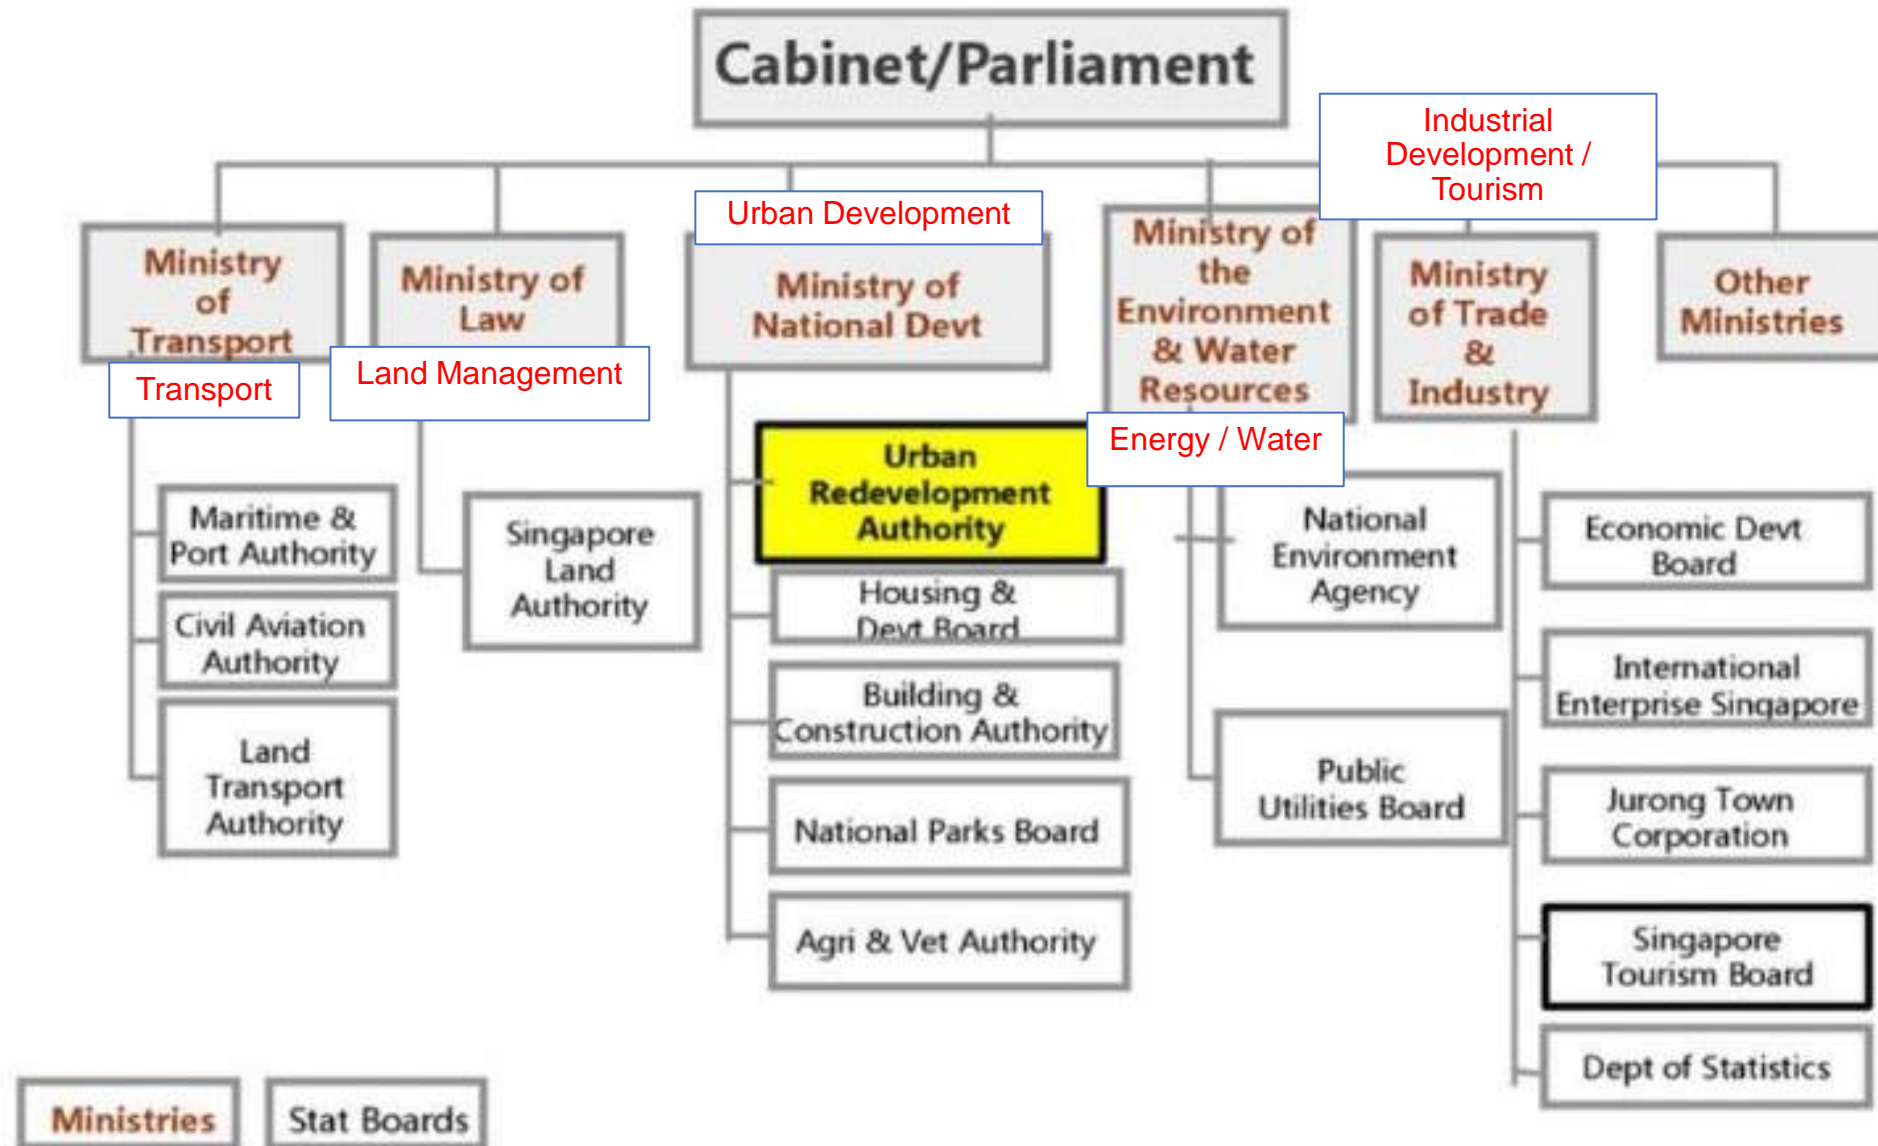 Cabinet/Parliament
Industrial
Development /
Tourism
Urban Development
Ministry
of
Transport
Transport
Ministry of
Law
Land Management
Ministry of
National Devt
Ministry of
the
Environment
& Water
Resources
Energy / Water
Ministry
of Trade
&
Industry
Other
Ministries
Maritime &
Port Authority
Civil Aviation
Authority
Land
Transport
Authority
Singapore
Land
Authority
Urban
Redevelopment
Authority
Housing &
Devt Board
Building &
Construction Authority
National Parks Board
Agri & Vet Authority
National
Environment
Agency
Public
Utilities Board
Economic Devt
Board
International
Enterprise Singapore
Jurong Town
Corporation
Singapore
Tourism Board
Dept of Statistics
Ministries
Stat Boards